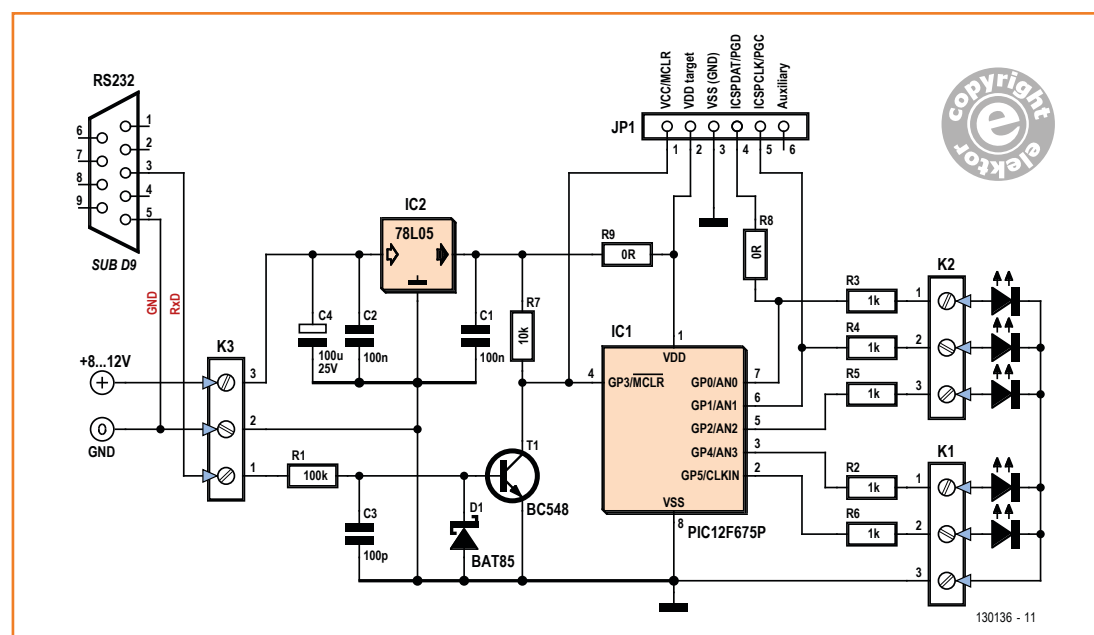 RS232
1
6
2
7
3
8
4
9
5
SUB D9
GND
RxD
+8...12V
GND
K3
3
2
1
R1
100k
C4
100u
25V
C2
100n
IC2
78L05
C1
100n
C3
100p
D1
BAT85
T1
BC548
R7
10k
R9
0R
VCC/MCLR
VDD target
VSS (GND)
ICSPDAT/PGD
ICSPCLK/PGC
Auxiliary
JP1
1
2
3
4
5
6
R8
0R
IC1
1
VDD
4
GP3/MCLR
GP0/AN0
7
GP1/AN1
6
GP2/AN2
5
GP4/AN3
3
GP5/CLKIN
2
VSS
8
PIC12F675P
R3
1k
R4
1k
R5
1k
R2
1k
R6
1k
K2
1
2
3
K1
1
2
3
copyright
e
elektor
130136 - 11